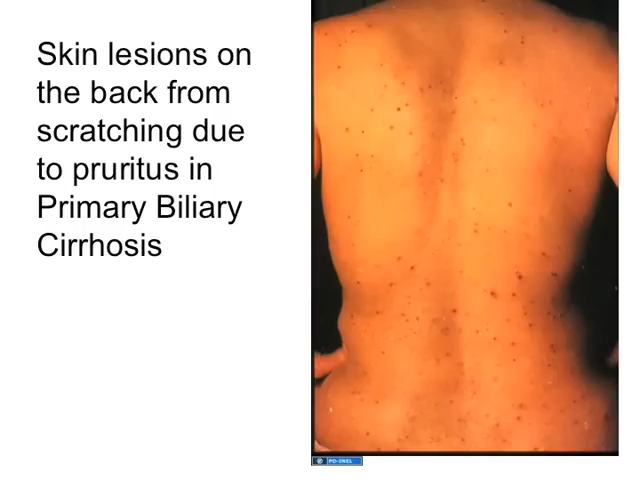 Skin lesions on
the back from
scratching due
to pruritus in
Primary Biliary
Cirrhosis